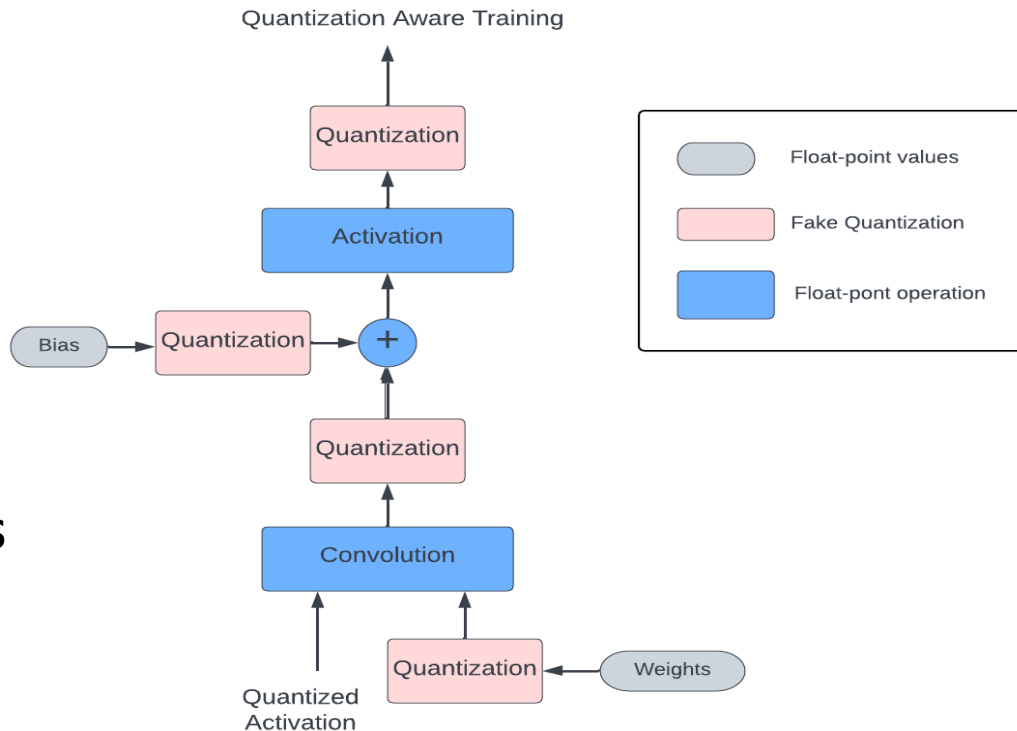 Quantization Aware Training
Quantization
Float-point values
Fake Quantization
Activation
Float-pont operation
Bias
Quantization
+
Quantization
s
Convolution
Quantization
Weights
Quantized
Activation